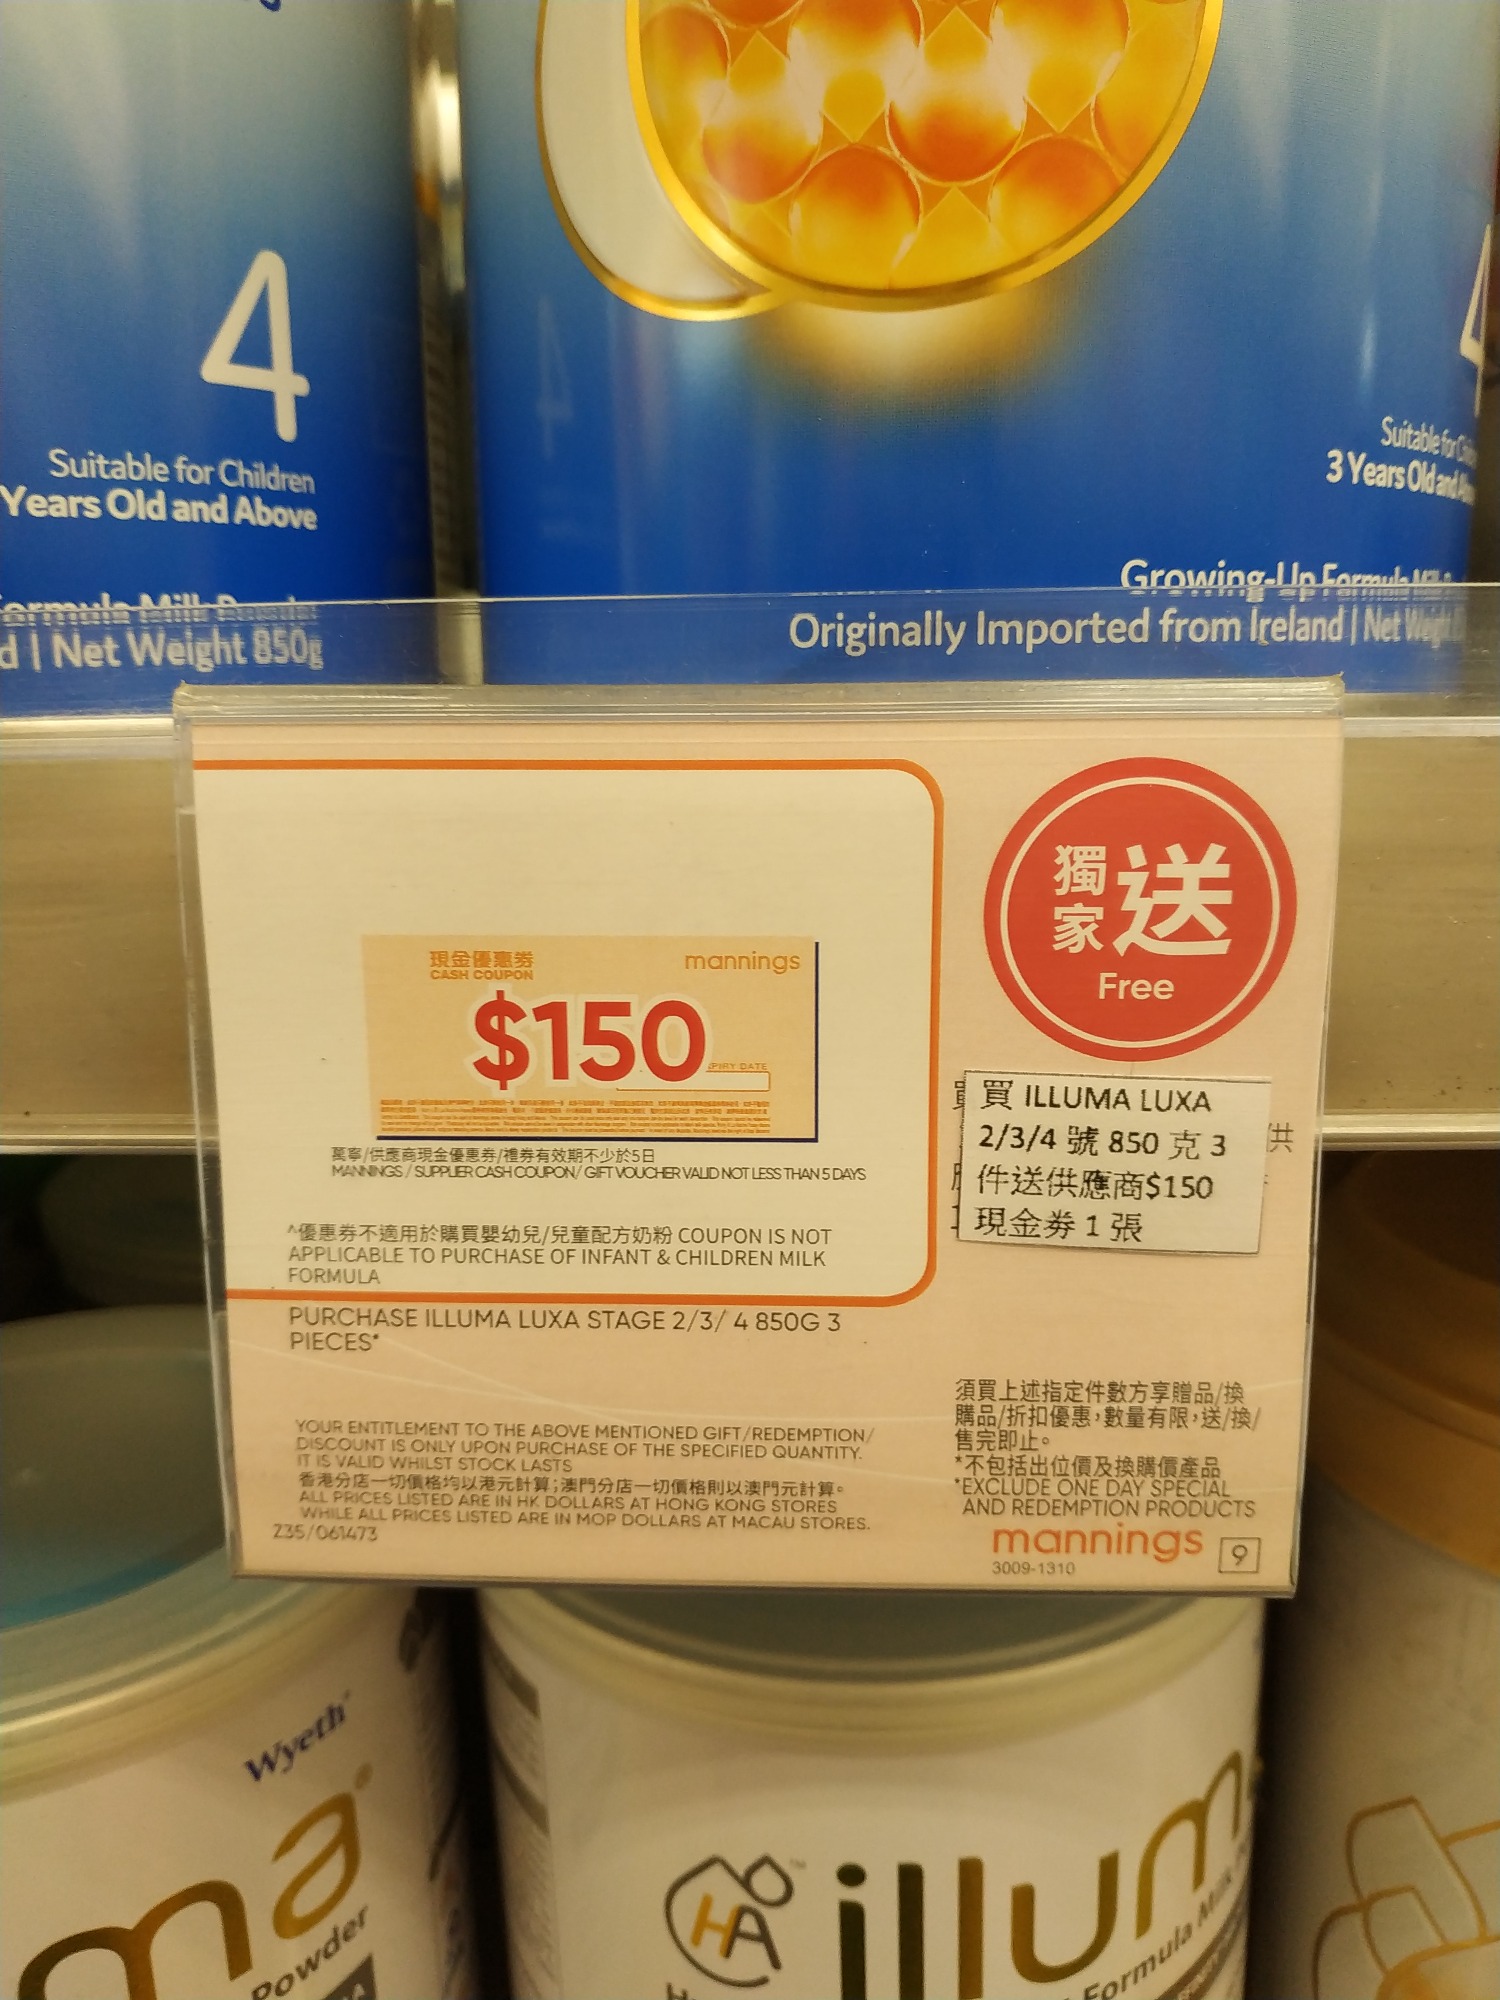 4
Suitable for Children
Years Old and Above
d | Net Weight 850g
Suitable for
3 Years Old and
Growing-Up Formula
Originally Imported from Ireland | Net
獨家送
Free
現金優惠券
CASH COUPON
mannings
$150
PIRY DATE
萬寧/供應商現金優惠券/禮券有效期不少於5日
MANNINGS / SUPPLIER CASH COUPON/ GIFT VOUCHER VALID NOT LESS THAN 5 DAYS
^優惠券不適用於購買嬰幼兒/兒童配方奶粉 COUPON IS NOT
APPLICABLE TO PURCHASE OF INFANT & CHILDREN MILK
FORMULA
買 ILLUMA LUXA
2/3/4 號 850 克 3
件送供應商$150
現金券 1 張
供
PURCHASE ILLUMA LUXA STAGE 2/3/ 4 850G 3
PIECES*
YOUR ENTITLEMENT TO THE ABOVE MENTIONED GIFT/REDEMPTION/
DISCOUNT IS ONLY UPON PURCHASE OF THE SPECIFIED QUANTITY.
IT IS VALID WHILST STOCK LASTS
香港分店一切價格均以港元計算;澳門分店一切價格則以澳門元計算。
ALL PRICES LISTED ARE IN HK DOLLARS AT HONG KONG STORES
WHILE ALL PRICES LISTED ARE IN MOP DOLLARS AT MACAU STORES.
Z35/061473
須買上述指定件數方享贈品/換
購品/折扣優惠,數量有限,送/換/
售完即止。
*不包括出位價及換購價產品
*EXCLUDE ONE DAY SPECIAL
AND REDEMPTION PRODUCTS
mannings 9
3009-1310
Wyeth
ma
Powder
HA
illum
Formula Milk